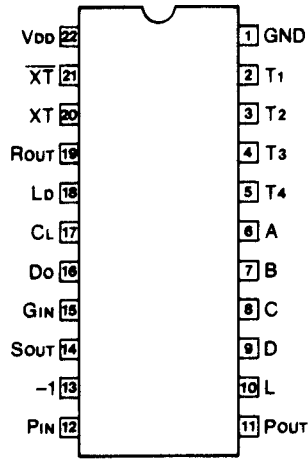 VDD 22 1 GND
XT 21 2 T1
XT 20 3 T2
ROUT 19 4 T3
LD 18 5 T4
CL 17 6 A
DO 16 7 B
GIN 15 8 C
SOUT 14 9 D
-1 13 10 L
PIN 12 11 POUT